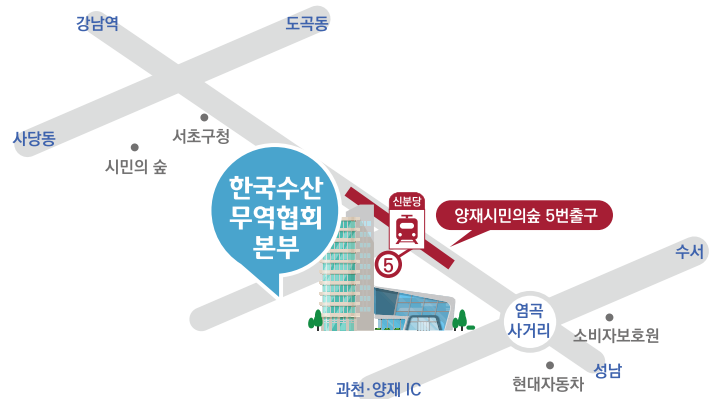 강남역
도곡동
사당동
서초구청
시민의 숲
한국수산
무역협회
본부
신분당
양재시민의숲 5번출구
5
수서
염곡
사거리
소비자보호원
성남
현대자동차
과천·양재 IC